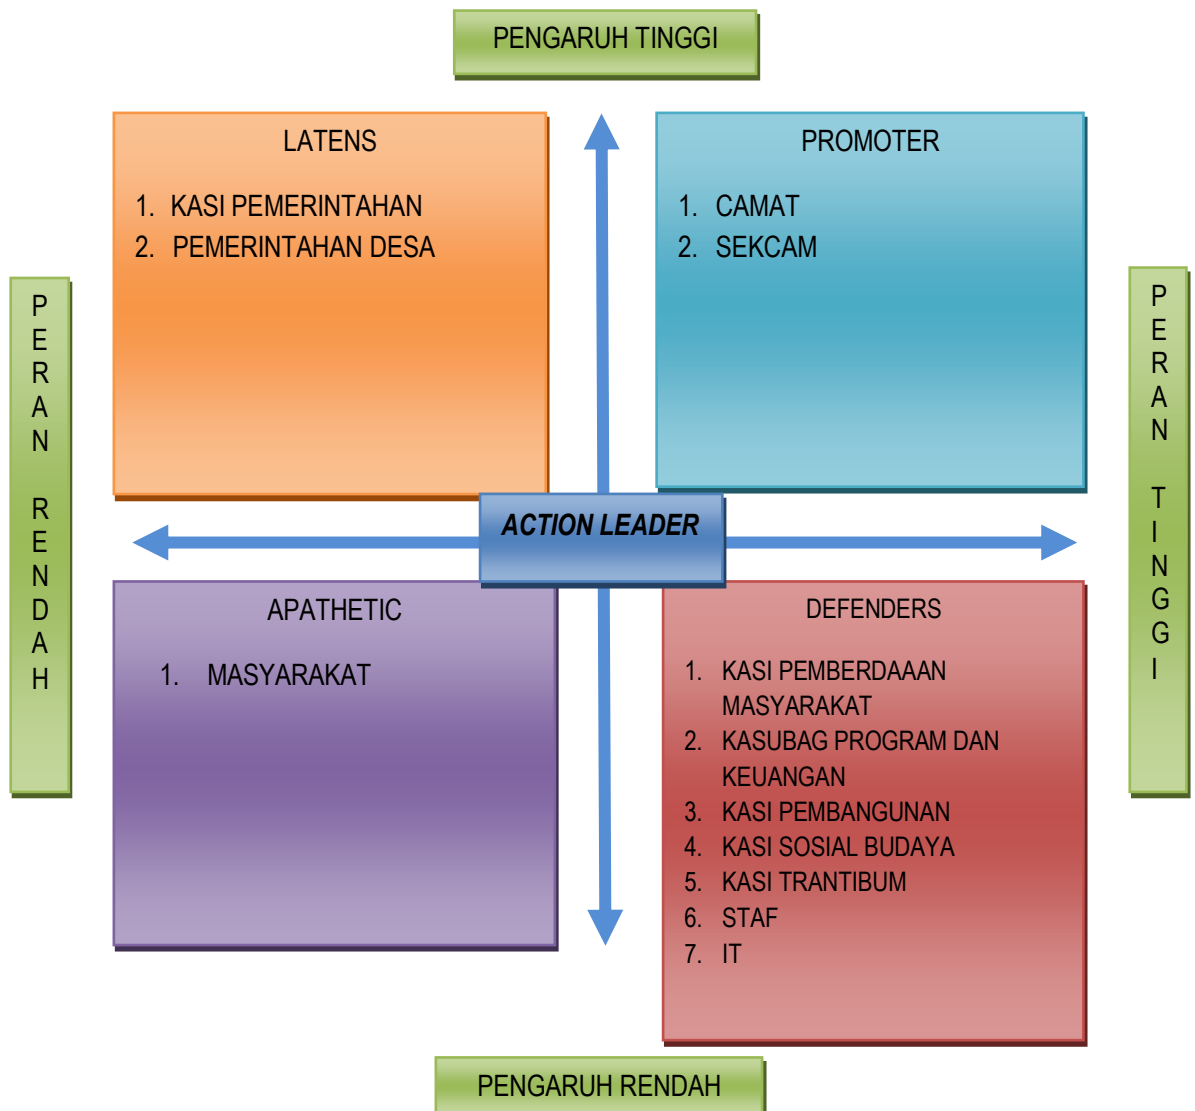 PENGARUH TINGGI
LATENS
1. KASI PEMERINTAHAN
2. PEMERINTAHAN DESA
PROMOTER
1. CAMAT
2. SEKCAM
PERAN RENDAH
PERAN TINGGI
ACTION LEADER
APATHETIC
1. MASYARAKAT
DEFENDERS
1. KASI PEMBERDAAAN
MASYARAKAT
2. KASUBAG PROGRAM DAN
KEUANGAN
3. KASI PEMBANGUNAN
4. KASI SOSIAL BUDAYA
5. KASI TRANTIBUM
6. STAF
7. IT
PENGARUH RENDAH